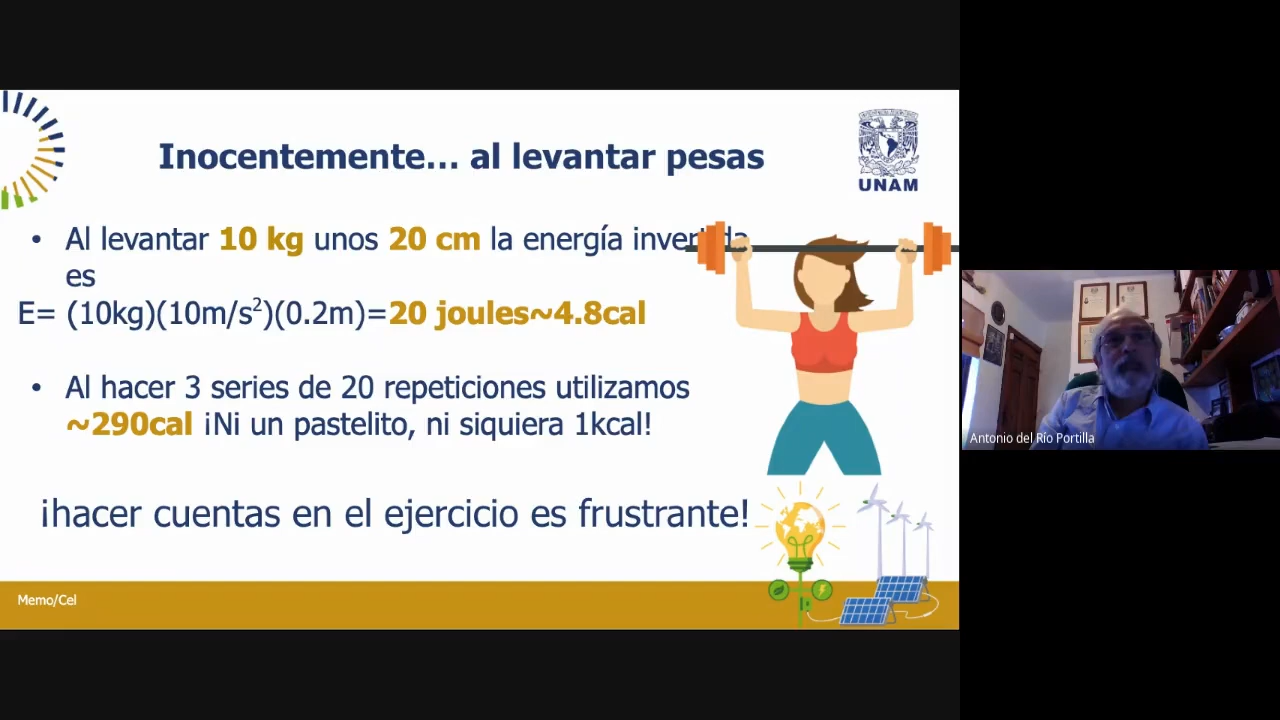 Inocentemente... al levantar pesas
UNAM
• Al levantar 10 kg unos 20 cm la energía invertida
es
E= (10kg)(10m/s²)(0.2m)=20 joules~4.8cal
• Al hacer 3 series de 20 repeticiones utilizamos
~290cal ¡Ni un pastelito, ni siquiera 1kcal!
¡hacer cuentas en el ejercicio es frustrante!
Memo/Cel
Antonio del Río Portilla